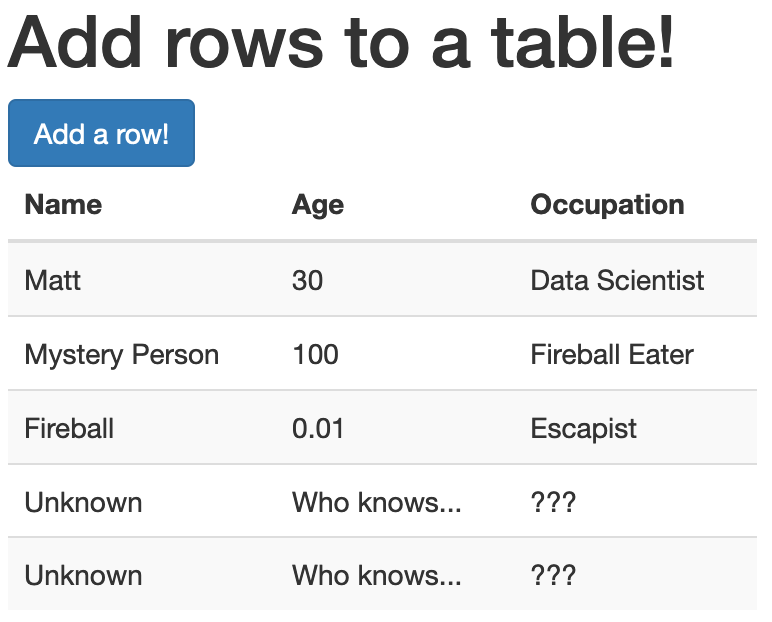 Add rows to a table!
Add a row!
Name Age Occupation
Matt 30 Data Scientist
Mystery Person 100 Fireball Eater
Fireball 0.01 Escapist
Unknown Who knows... ???
Unknown Who knows... ???